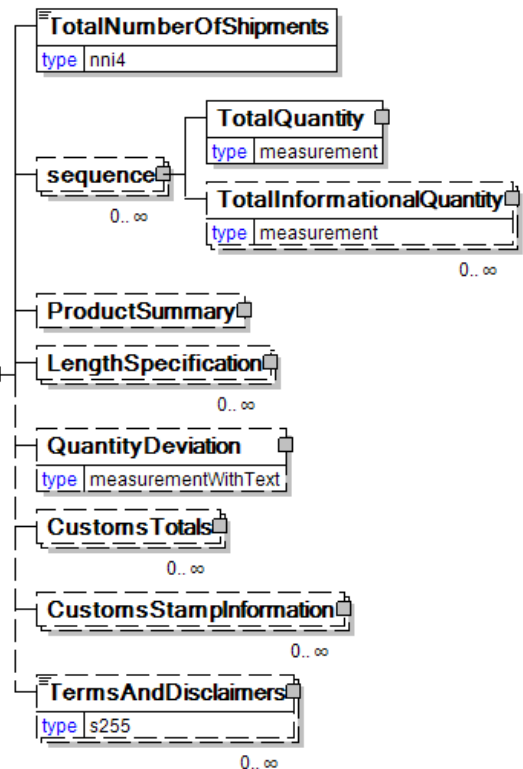 TotalNumberOfShipments
type nni4
TotalQuantity
type measurement
sequence
0.. ∞
TotalInformationalQuantity
type measurement
0.. ∞
ProductSummary
LengthSpecification
0.. ∞
QuantityDeviation
type measurementWithText
CustomsTotals
0.. ∞
CustomsStampInformation
0.. ∞
TermsAndDisclaimers
type s255
0.. ∞